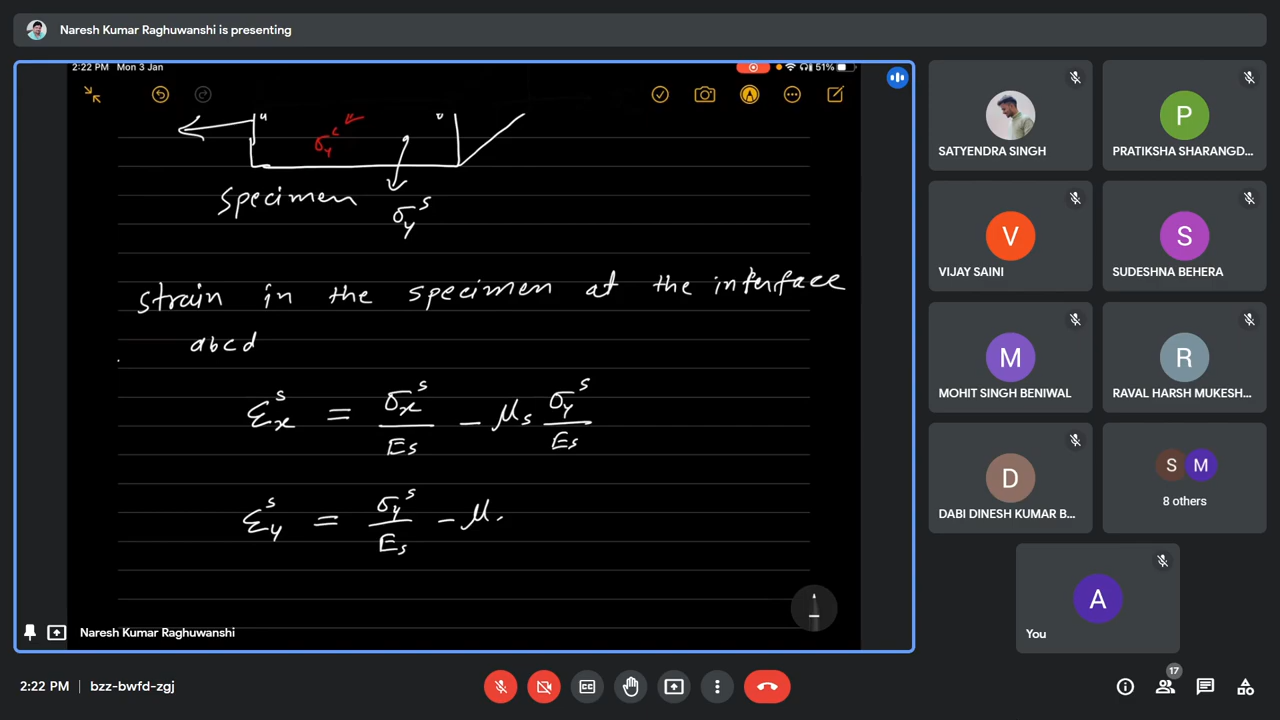 Naresh Kumar Raghuwanshi is presenting
2:22 PM Mon 3 Jan
51%
σy^c
specimen
σy^s
strain in the specimen at the interface
abcd
εx^s = σx^s/Es - μs σy^s/Es
εy^s = σy^s/Es - μ
Naresh Kumar Raghuwanshi
SATYENDRA SINGH
P
PRATIKSHA SHARANGD...
V
VIJAY SAINI
S
SUDESHNA BEHERA
M
MOHIT SINGH BENIWAL
R
RAVAL HARSH MUKESH...
D
DABI DINESH KUMAR B...
S M
8 others
A
You
2:22 PM | bzz-bwfd-zgj
17